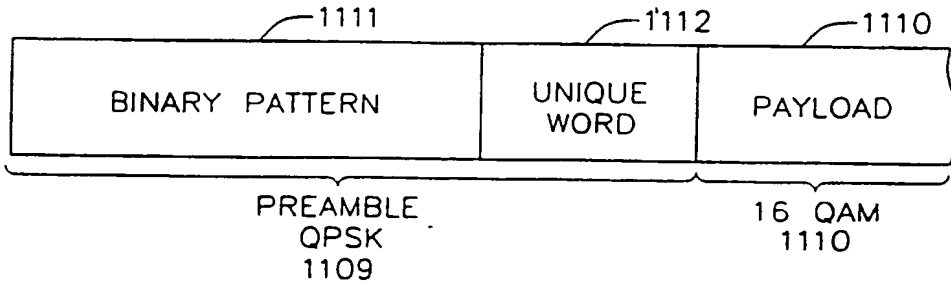 1111
1112
1110
BINARY PATTERN
UNIQUE
WORD
PAYLOAD
PREAMBLE
QPSK
1109
16 QAM
1110